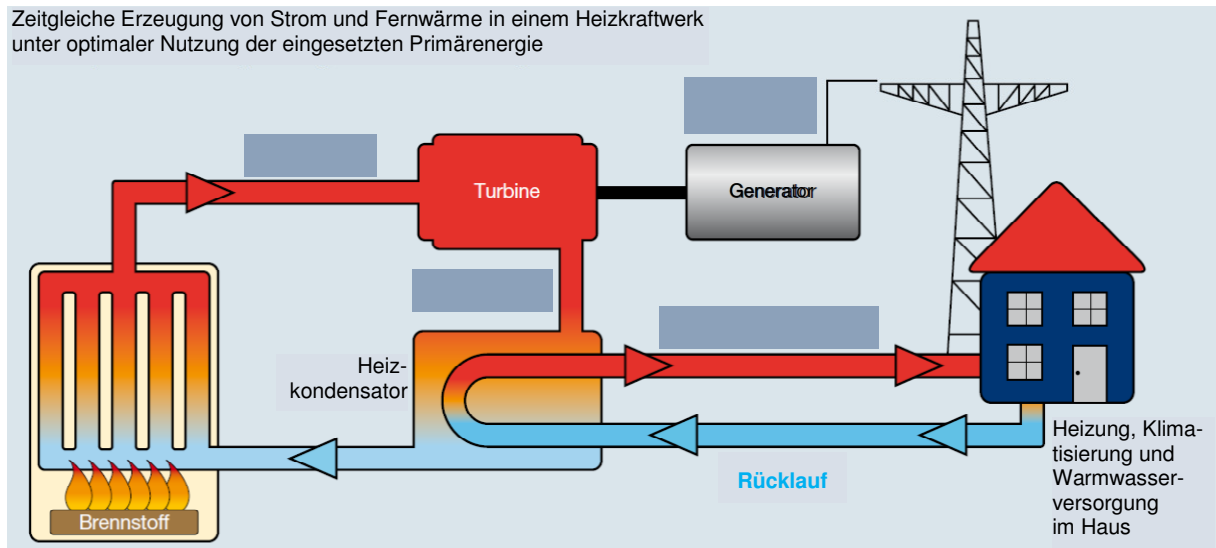 Zeitgleiche Erzeugung von Strom und Fernwärme in einem Heizkraftwerk
unter optimaler Nutzung der eingesetzten Primärenergie
Turbine
Generator
Heiz-
kondensator
Rücklauf
Heizung, Klima-
tisierung und
Warmwasser-
versorgung
im Haus
Brennstoff